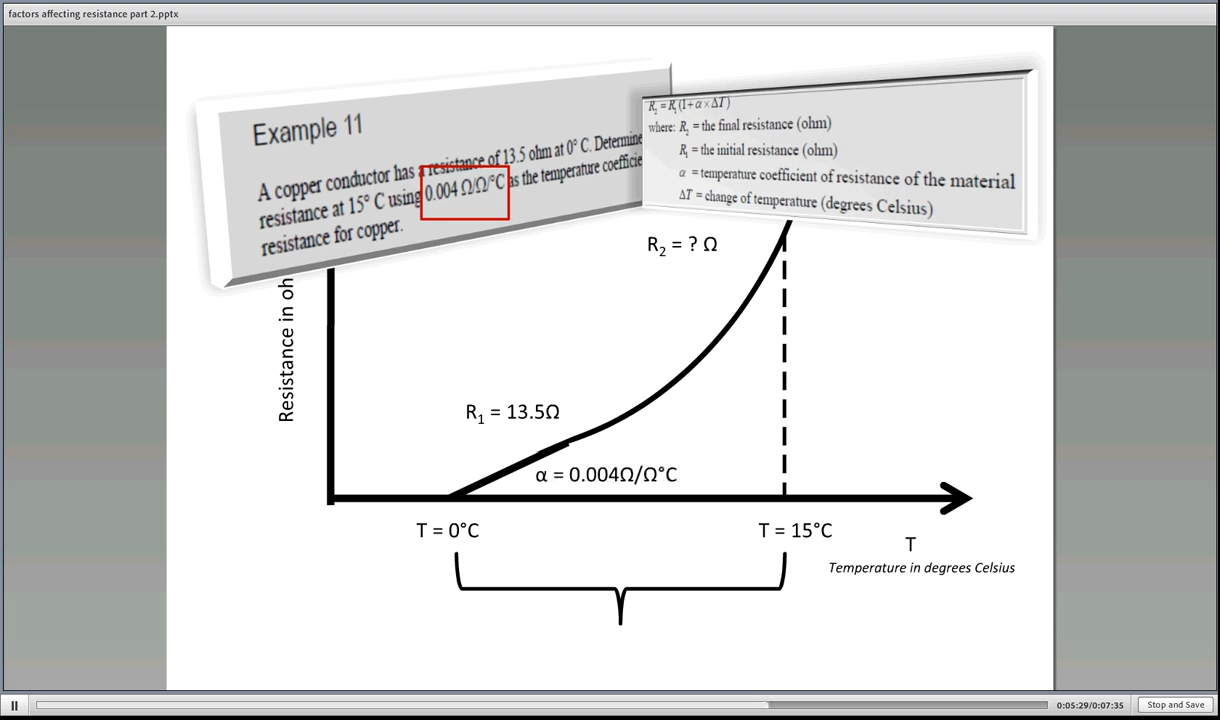 factors affecting resistance part 2.pptx
Example 11
A copper conductor has a resistance of 13.5 ohm at 0° C. Determine
resistance at 15° C using 0.004 Ω/Ω/°C as the temperature
resistance for copper.
R₂ = R₁(1+α×ΔT)
where: R₂ = the final resistance (ohm)
R₁ = the initial resistance (ohm)
α = temperature coefficient of resistance of the material
ΔT = change of temperature (degrees Celsius)
Resistance in oh
R₂ = ? Ω
R₁ = 13.5Ω
α = 0.004Ω/Ω°C
T = 0°C
T = 15°C
T
Temperature in degrees Celsius
0:05:29/0:07:35
Stop and Save